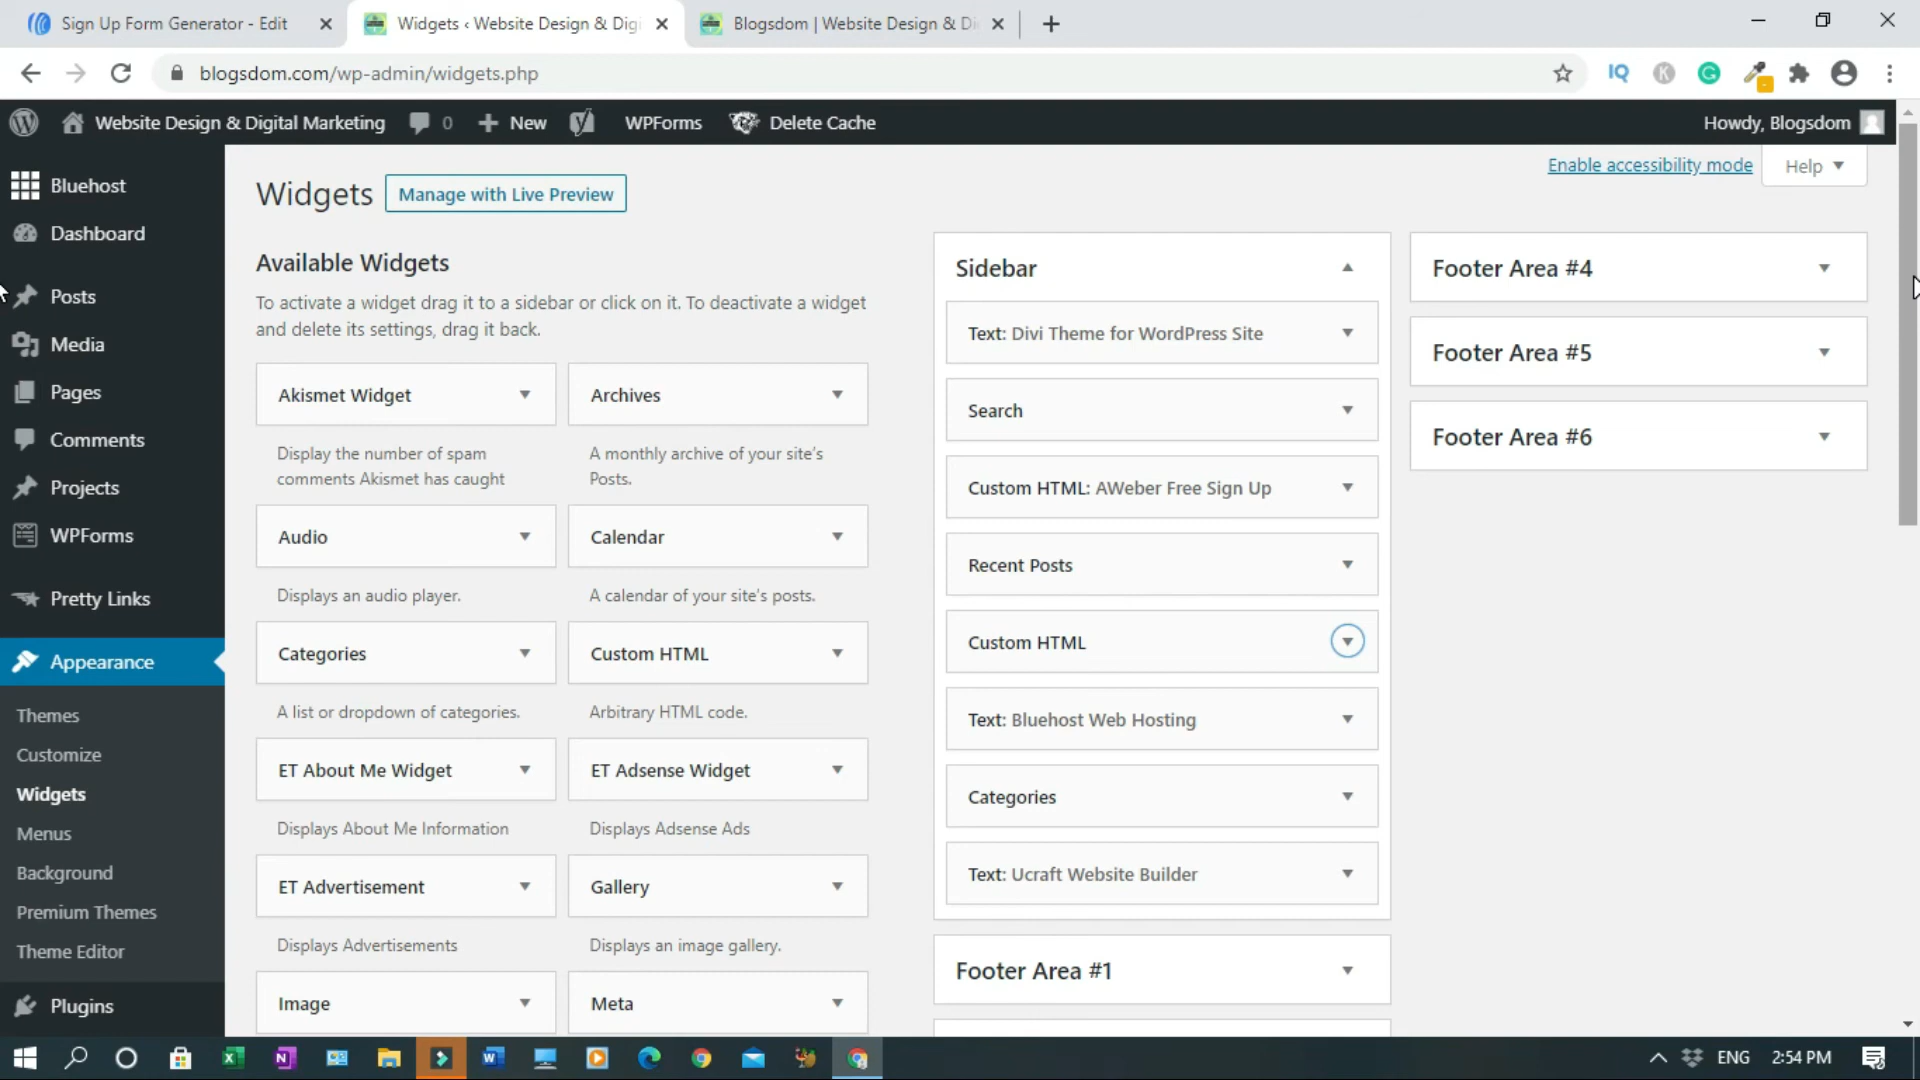 Sign Up Form Generator - Edit
Widgets ‹ Website Design & Digi
Blogsdom | Website Design & Di
blogsdom.com/wp-admin/widgets.php
IQ
K
G
Website Design & Digital Marketing
0
New
WPForms
Delete Cache
Howdy, Blogsdom
Bluehost
Dashboard
Posts
Media
Pages
Comments
Projects
WPForms
Pretty Links
Appearance
Themes
Customize
Widgets
Menus
Background
Premium Themes
Theme Editor
Plugins
Enable accessibility mode
Help
Widgets
Manage with Live Preview
Available Widgets
To activate a widget drag it to a sidebar or click on it. To deactivate a widget
and delete its settings, drag it back.
Akismet Widget
Archives
Display the number of spam
comments Akismet has caught
A monthly archive of your site's
Posts.
Audio
Calendar
Displays an audio player.
A calendar of your site's posts.
Categories
Custom HTML
A list or dropdown of categories.
Arbitrary HTML code.
ET About Me Widget
ET Adsense Widget
Displays About Me Information
Displays Adsense Ads
ET Advertisement
Gallery
Displays Advertisements
Displays an image gallery.
Image
Meta
Sidebar
Text: Divi Theme for WordPress Site
Search
Custom HTML: AWeber Free Sign Up
Recent Posts
Custom HTML
Text: Bluehost Web Hosting
Categories
Text: Ucraft Website Builder
Footer Area #1
Footer Area #4
Footer Area #5
Footer Area #6
ENG
2:54 PM